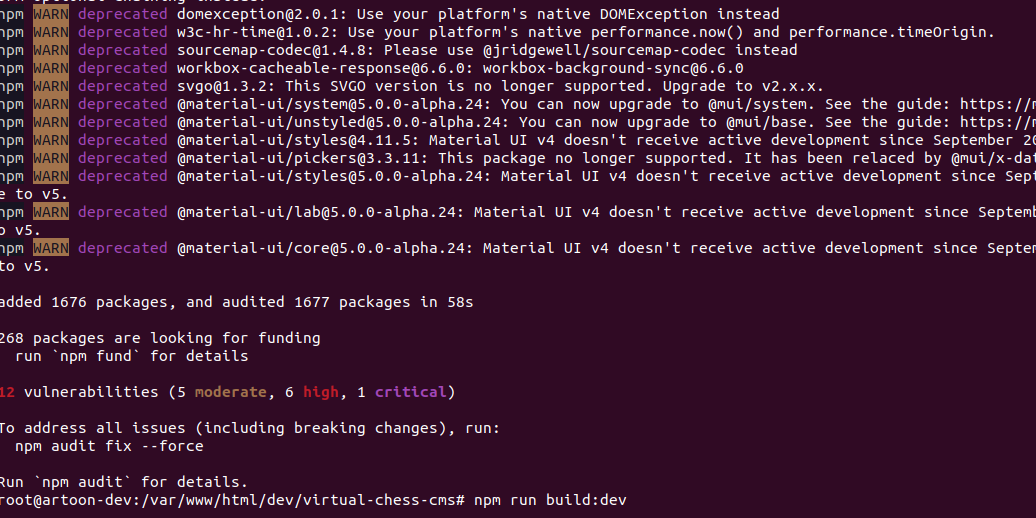 npm WARN deprecated domexception@2.0.1: Use your platform's native DOMException instead
npm WARN deprecated w3c-hr-time@1.0.2: Use your platform's native performance.now() and performance.timeOrigin.
npm WARN deprecated sourcemap-codec@1.4.8: Please use @jridgewell/sourcemap-codec instead
npm WARN deprecated workbox-cacheable-response@6.6.0: workbox-background-sync@6.6.0
npm WARN deprecated svgo@1.3.2: This SVGO version is no longer supported. Upgrade to v2.x.x.
npm WARN deprecated @material-ui/system@5.0.0-alpha.24: You can now upgrade to @mui/system. See the guide: https://m
npm WARN deprecated @material-ui/unstyled@5.0.0-alpha.24: You can now upgrade to @mui/base. See the guide: https://m
npm WARN deprecated @material-ui/styles@4.11.5: Material UI v4 doesn't receive active development since September 20
npm WARN deprecated @material-ui/pickers@3.3.11: This package no longer supported. It has been relaced by @mui/x-dat
npm WARN deprecated @material-ui/styles@5.0.0-alpha.24: Material UI v4 doesn't receive active development since Sept
e to v5.
npm WARN deprecated @material-ui/lab@5.0.0-alpha.24: Material UI v4 doesn't receive active development since Septemb
o v5.
npm WARN deprecated @material-ui/core@5.0.0-alpha.24: Material UI v4 doesn't receive active development since Septem
to v5.
added 1676 packages, and audited 1677 packages in 58s
268 packages are looking for funding
run `npm fund` for details
12 vulnerabilities (5 moderate, 6 high, 1 critical)
To address all issues (including breaking changes), run:
npm audit fix --force
Run `npm audit` for details.
root@artoon-dev:/var/www/html/dev/virtual-chess-cms# npm run build:dev